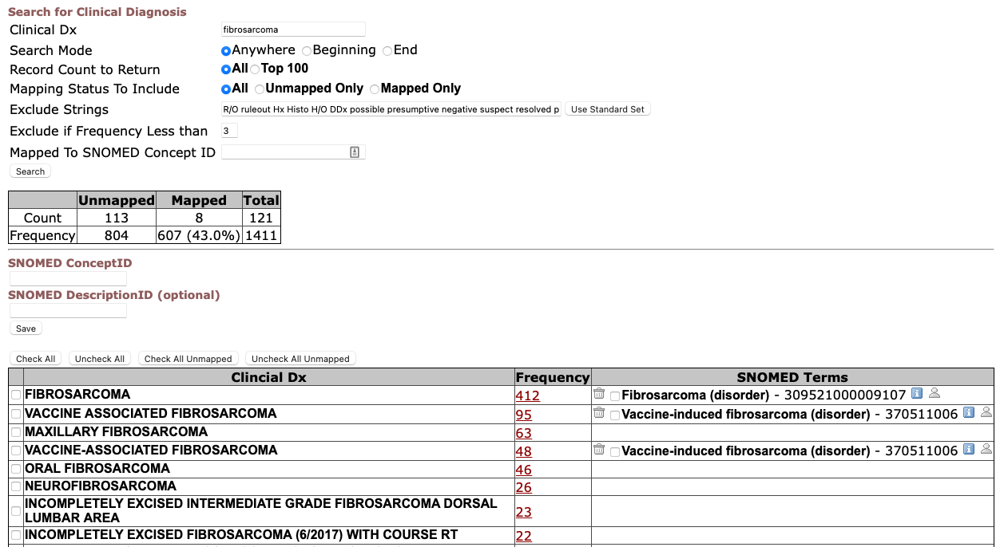 Search for Clinical Diagnosis
Clinical Dx fibrosarcoma
Search Mode Anywhere Beginning End
Record Count to Return All Top 100
Mapping Status To Include All Unmapped Only Mapped Only
Exclude Strings R/O ruleout Hx Histo H/O DDx possible presumptive negative suspect resolved p Use Standard Set
Exclude if Frequency Less than 3
Mapped To SNOMED Concept ID
Search
Unmapped Mapped Total
Count 113 8 121
Frequency 804 607 (43.0%) 1411
SNOMED ConceptID
SNOMED DescriptionID (optional)
Save
Check All Uncheck All Check All Unmapped Uncheck All Unmapped
Clincial Dx Frequency SNOMED Terms
FIBROSARCOMA 412 Fibrosarcoma (disorder) - 309521000009107
VACCINE ASSOCIATED FIBROSARCOMA 95 Vaccine-induced fibrosarcoma (disorder) - 370511006
MAXILLARY FIBROSARCOMA 63
VACCINE-ASSOCIATED FIBROSARCOMA 48 Vaccine-induced fibrosarcoma (disorder) - 370511006
ORAL FIBROSARCOMA 46
NEUROFIBROSARCOMA 26
INCOMPLETELY EXCISED INTERMEDIATE GRADE FIBROSARCOMA DORSAL
LUMBAR AREA 23
INCOMPLETELY EXCISED FIBROSARCOMA (6/2017) WITH COURSE RT 22